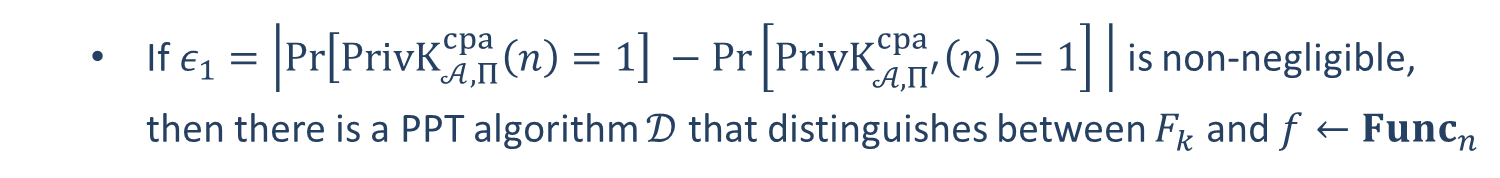 • If ϵ₁ = |Pr[PrivK^cpa_{𝒜,Π}(n) = 1] − Pr[PrivK^cpa_{𝒜,Π′}(n) = 1]| is non-negligible,
then there is a PPT algorithm 𝒟 that distinguishes between F_k and f ← Func_n